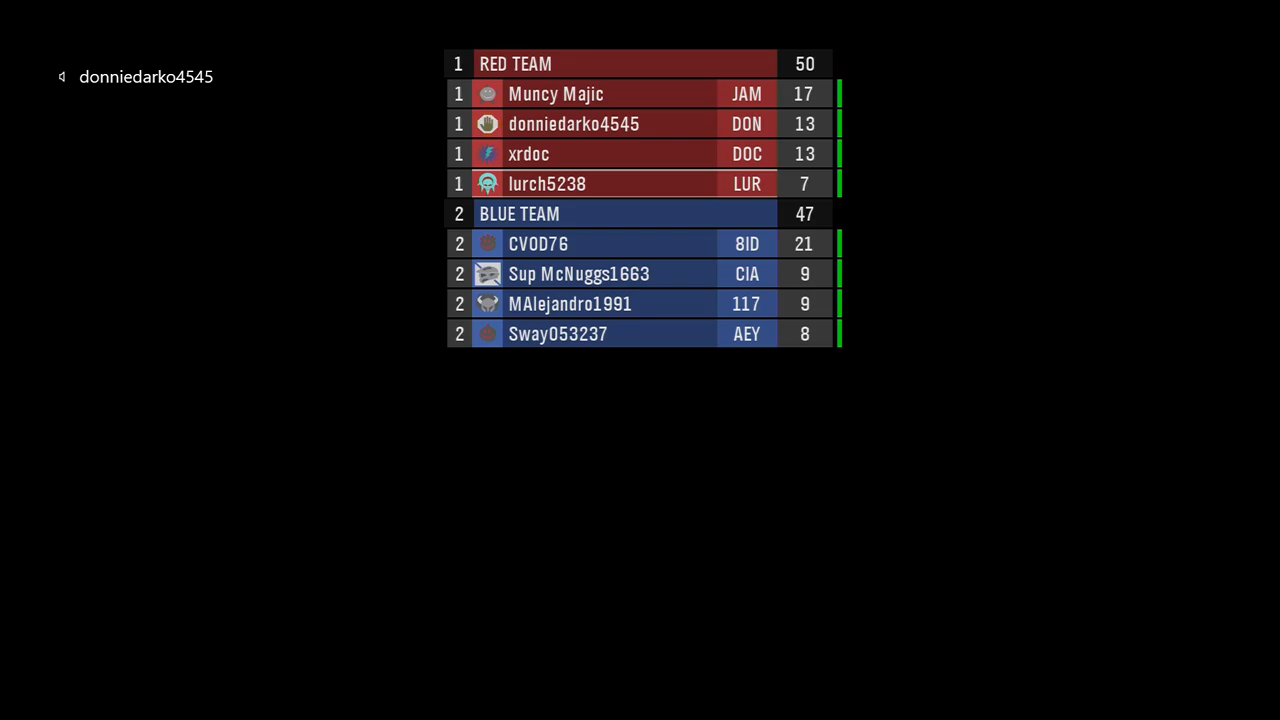 donniedarko4545
1 RED TEAM 50
1 Muncy Majic JAM 17
1 donniedarko4545 DON 13
1 xrdoc DOC 13
1 lurch5238 LUR 7
2 BLUE TEAM 47
2 CVOD76 8ID 21
2 Sup McNuggs1663 CIA 9
2 MAlejandro1991 117 9
2 Sway053237 AEY 8